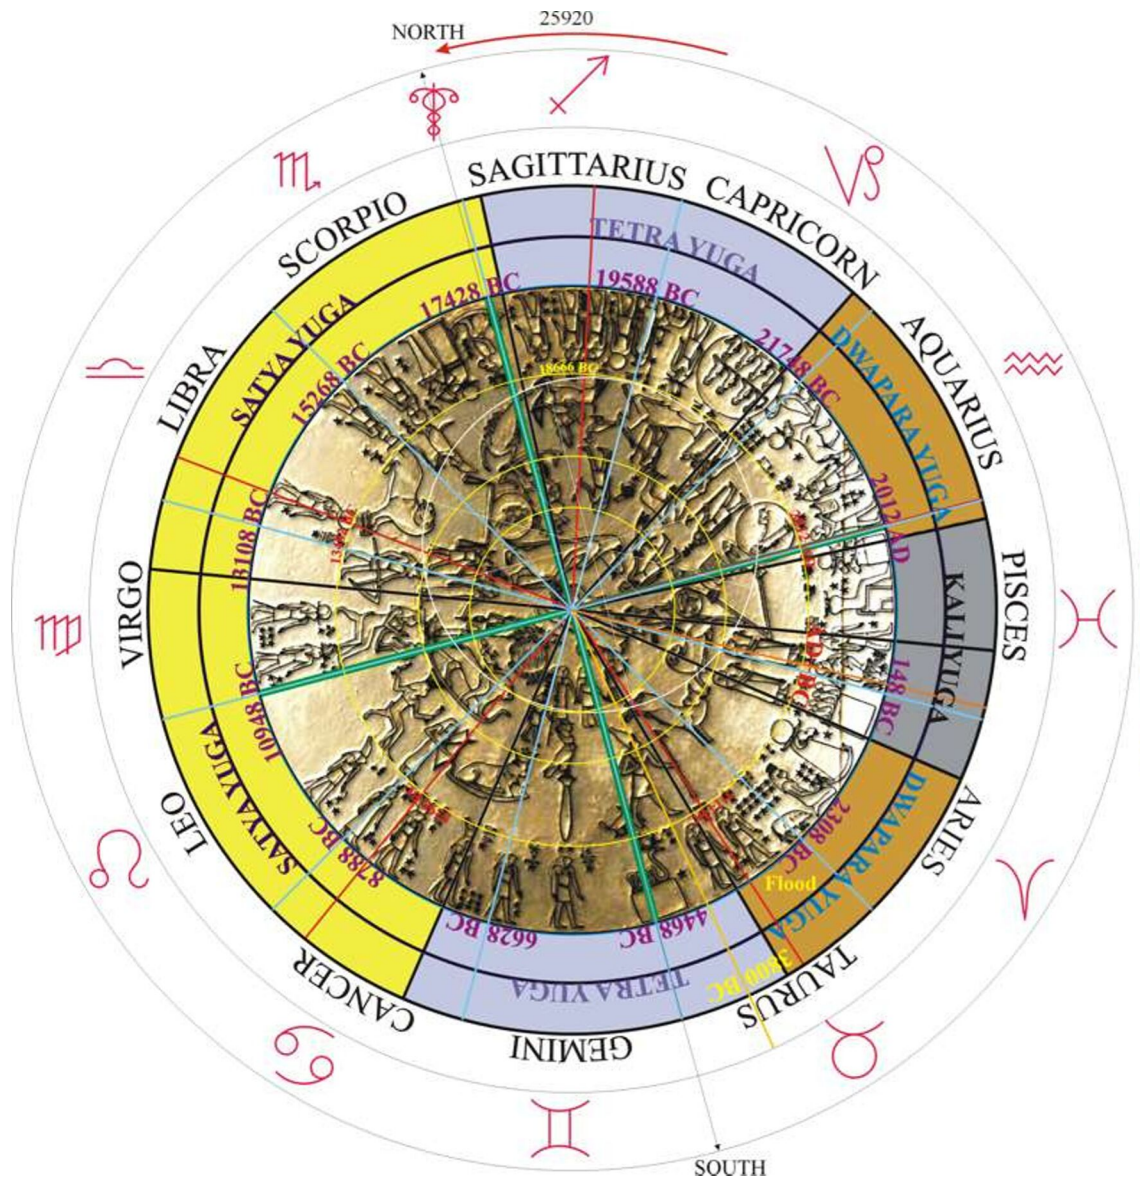 25920
NORTH
SAGITTARIUS
CAPRICORN
AQUARIUS
PISCES
ARIES
TAURUS
GEMINI
CANCER
LEO
VIRGO
LIBRA
SCORPIO
TETRA YUGA
DWAPARA YUGA
KALIYUGA
DWAPARA YUGA
TETRA YUGA
SATYA YUGA
SATYA YUGA
17428 BC
19588 BC
21748 BC
2012 AD
148 BC
2308 BC
Flood
3800 BC
4468 BC
6628 BC
8788 BC
10948 BC
13108 BC
15268 BC
18666 BC
SOUTH